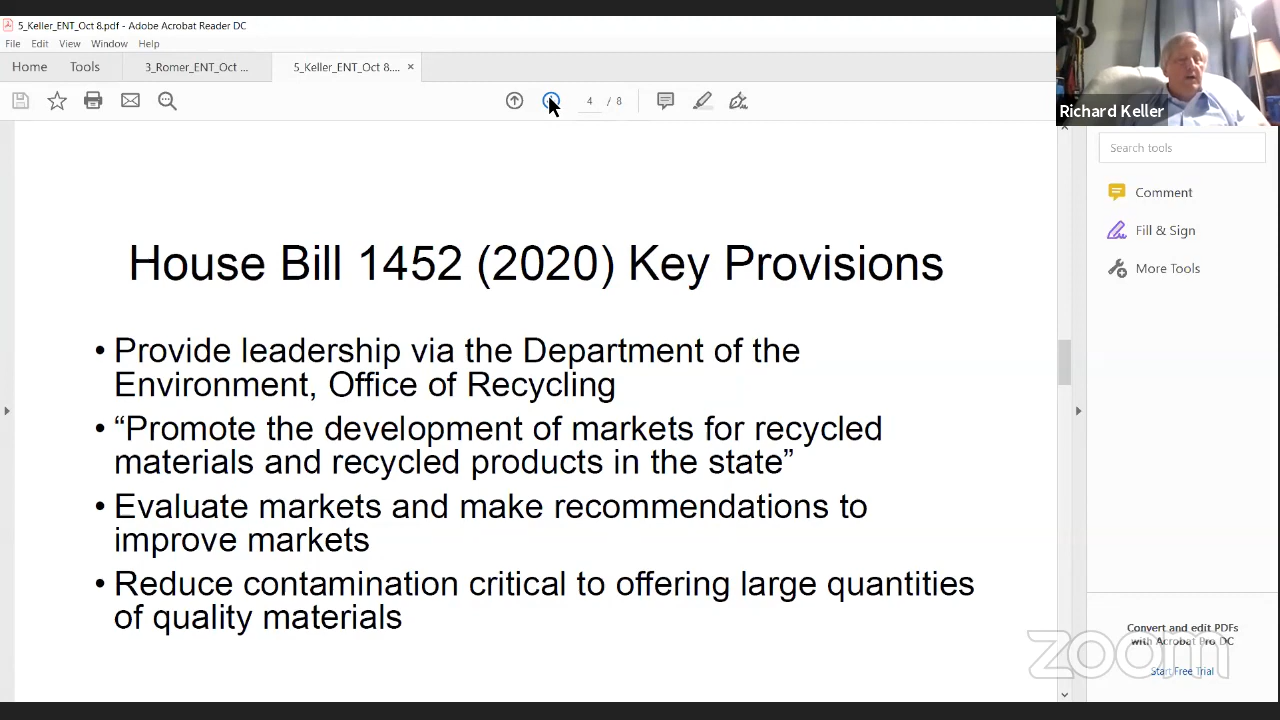 5_Keller_ENT_Oct 8.pdf - Adobe Acrobat Reader DC
File Edit View Window Help
Home Tools 3_Romer_ENT_Oct ... 5_Keller_ENT_Oct 8.... ×
4 / 8
Richard Keller
Search tools
Comment
Fill & Sign
More Tools
House Bill 1452 (2020) Key Provisions
• Provide leadership via the Department of the
Environment, Office of Recycling
• “Promote the development of markets for recycled
materials and recycled products in the state”
• Evaluate markets and make recommendations to
improve markets
• Reduce contamination critical to offering large quantities
of quality materials
Convert and edit PDFs
with Acrobat Pro DC
Start Free Trial
zoom